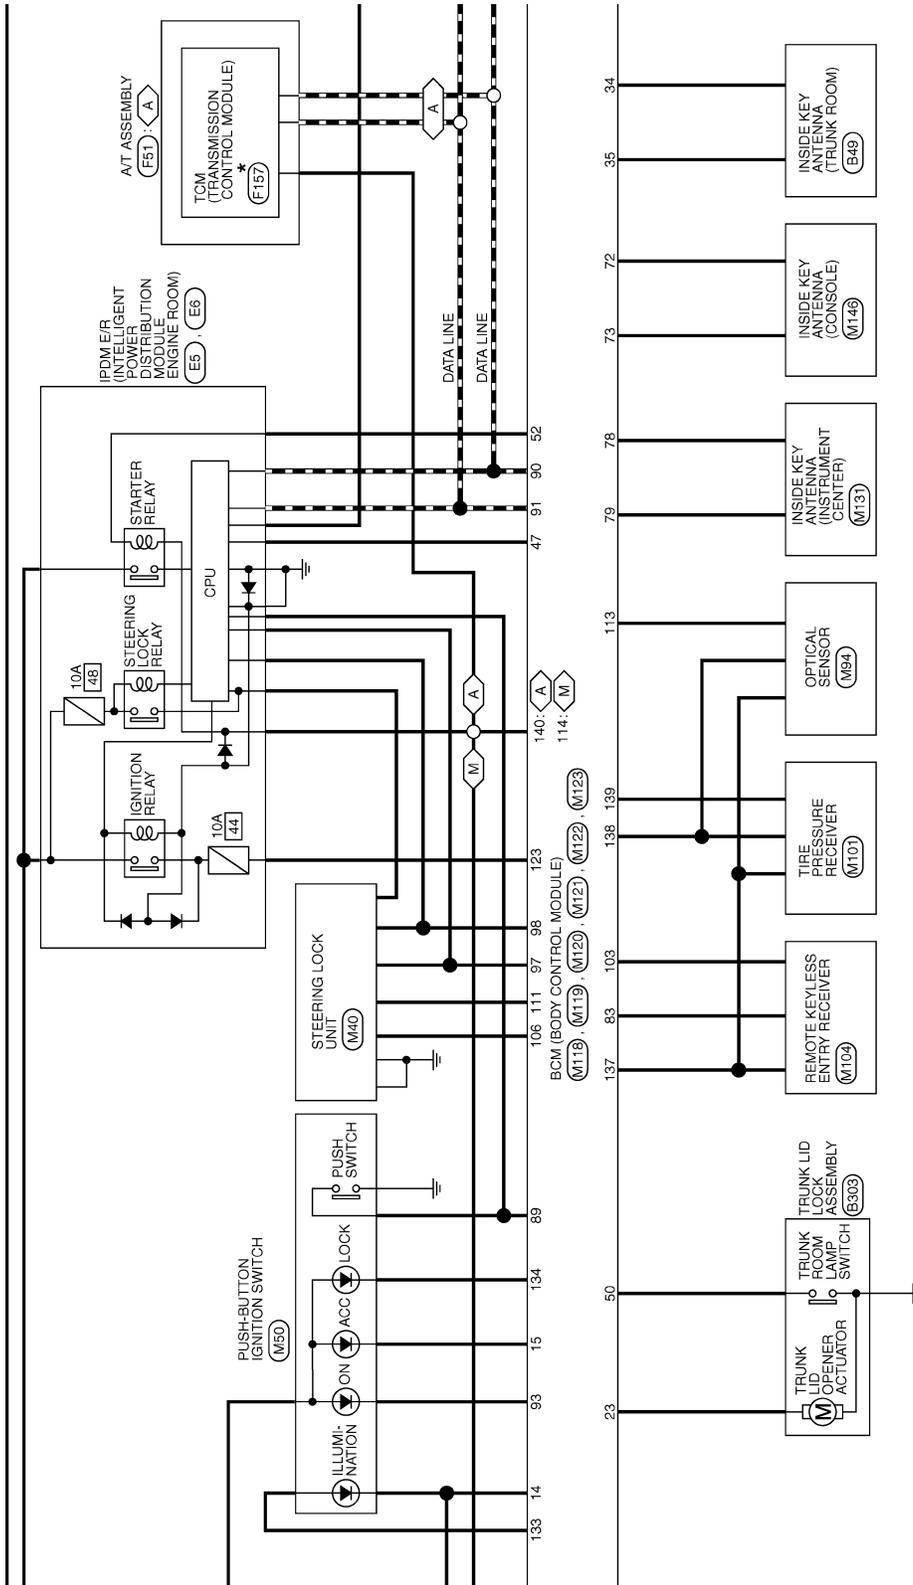 A/T ASSEMBLY
F51 : A
TCM
(TRANSMISSION
CONTROL MODULE)
*
F157
A
IPDM E/R
(INTELLIGENT
POWER
DISTRIBUTION
MODULE
ENGINE ROOM)
E5 , E6
DATA LINE
DATA LINE
STARTER
RELAY
STEERING
LOCK
RELAY
10A
48
IGNITION
RELAY
10A
44
CPU
A
M
STEERING LOCK
UNIT
M40
PUSH-BUTTON
IGNITION SWITCH
M50
PUSH
SWITCH
LOCK
ACC
ON
ILLUMI-
NATION
133
14
93
15
134
89
106
111
97
98
123
140 : A
114 : M
47
91
90
52
BCM (BODY CONTROL MODULE)
M118 , M119 , M120 , M121 , M122 , M123
23
50
137
83
103
138
139
113
79
78
73
72
35
34
TRUNK LID
LOCK
ASSEMBLY
B303
TRUNK
LID
OPENER
ACTUATOR
M
TRUNK
ROOM
LAMP
SWITCH
REMOTE KEYLESS
ENTRY RECEIVER
M104
TIRE
PRESSURE
RECEIVER
M101
OPTICAL
SENSOR
M94
INSIDE KEY
ANTENNA
(INSTRUMENT
CENTER)
M131
INSIDE KEY
ANTENNA
(CONSOLE)
M146
INSIDE KEY
ANTENNA
(TRUNK ROOM)
B49